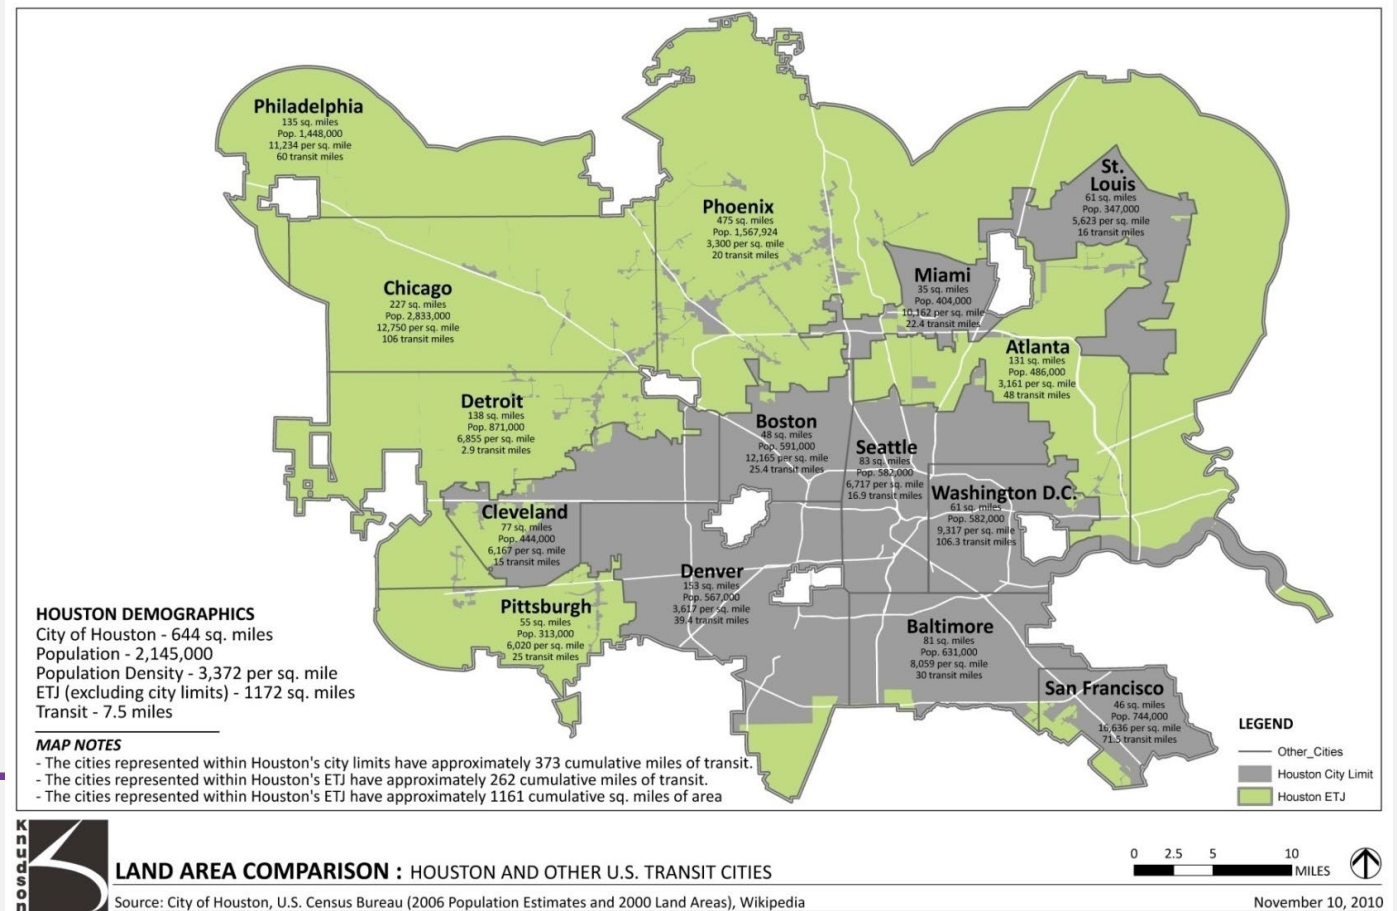 Philadelphia
135 sq. miles
Pop. 1,448,000
11,234 per sq. mile
60 transit miles
Phoenix
475 sq. miles
Pop. 1,567,924
3,300 per sq. mile
20 transit miles
St.
Louis
61 sq. miles
Pop. 347,000
5,623 per sq. mile
16 transit miles
Chicago
227 sq. miles
Pop. 2,833,000
12,750 per sq. mile
106 transit miles
Miami
35 sq. miles
Pop. 404,000
10,162 per sq. mile
22.4 transit miles
Atlanta
131 sq. miles
Pop. 486,000
3,161 per sq. mile
48 transit miles
Detroit
138 sq. miles
Pop. 871,000
6,855 per sq. mile
2.9 transit miles
Boston
48 sq. miles
Pop. 591,000
12,165 per sq. mile
25.4 transit miles
Seattle
83 sq. miles
Pop. 582,000
6,717 per sq. mile
16.9 transit miles
Washington D.C.
61 sq. miles
Pop. 582,000
9,317 per sq. mile
106.3 transit miles
Cleveland
77 sq. miles
Pop. 444,000
6,167 per sq. mile
15 transit miles
Denver
153 sq. miles
Pop. 567,000
3,617 per sq. mile
39.4 transit miles
Pittsburgh
55 sq. miles
Pop. 313,000
6,020 per sq. mile
25 transit miles
Baltimore
81 sq. miles
Pop. 631,000
8,059 per sq. mile
30 transit miles
San Francisco
46 sq. miles
Pop. 744,000
16,636 per sq. mile
71.5 transit miles
HOUSTON DEMOGRAPHICS
City of Houston - 644 sq. miles
Population - 2,145,000
Population Density - 3,372 per sq. mile
ETJ (excluding city limits) - 1172 sq. miles
Transit - 7.5 miles
MAP NOTES
- The cities represented within Houston's city limits have approximately 373 cumulative miles of transit.
- The cities represented within Houston's ETJ have approximately 262 cumulative miles of transit.
- The cities represented within Houston's ETJ have approximately 1161 cumulative sq. miles of area
LEGEND
Other_Cities
Houston City Limit
Houston ETJ
Knudson
LAND AREA COMPARISON : HOUSTON AND OTHER U.S. TRANSIT CITIES
0 2.5 5 10
MILES
Source: City of Houston, U.S. Census Bureau (2006 Population Estimates and 2000 Land Areas), Wikipedia
November 10, 2010